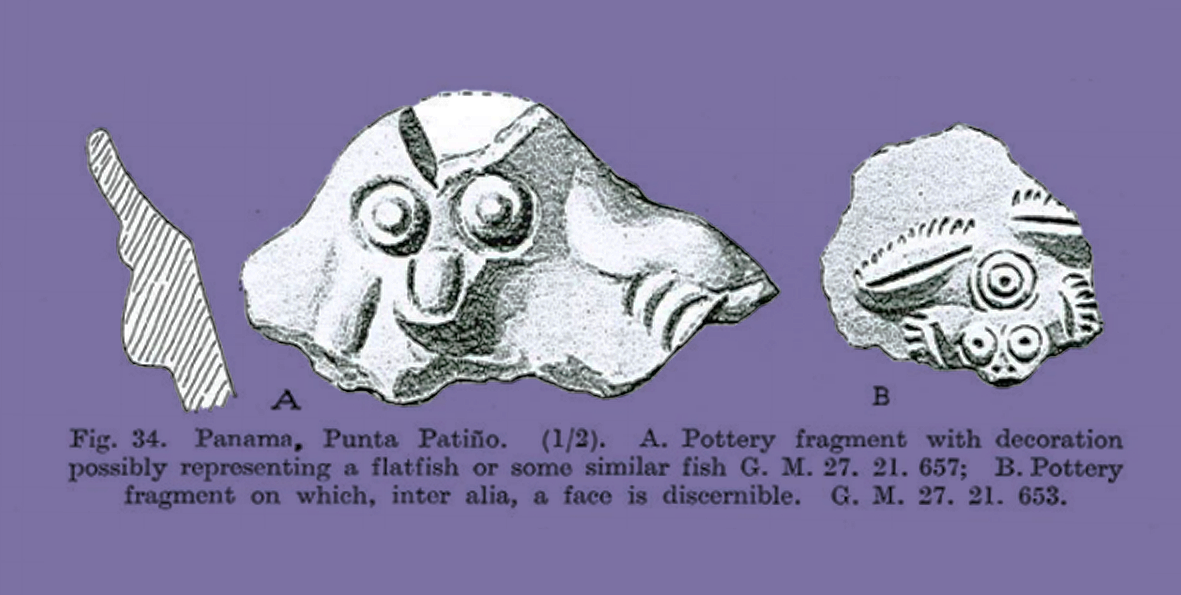 A
B
Fig. 34. Panama, Punta Patiño. (1/2). A. Pottery fragment with decoration
possibly representing a flatfish or some similar fish G. M. 27. 21. 657; B. Pottery
fragment on which, inter alia, a face is discernible. G. M. 27. 21. 653.